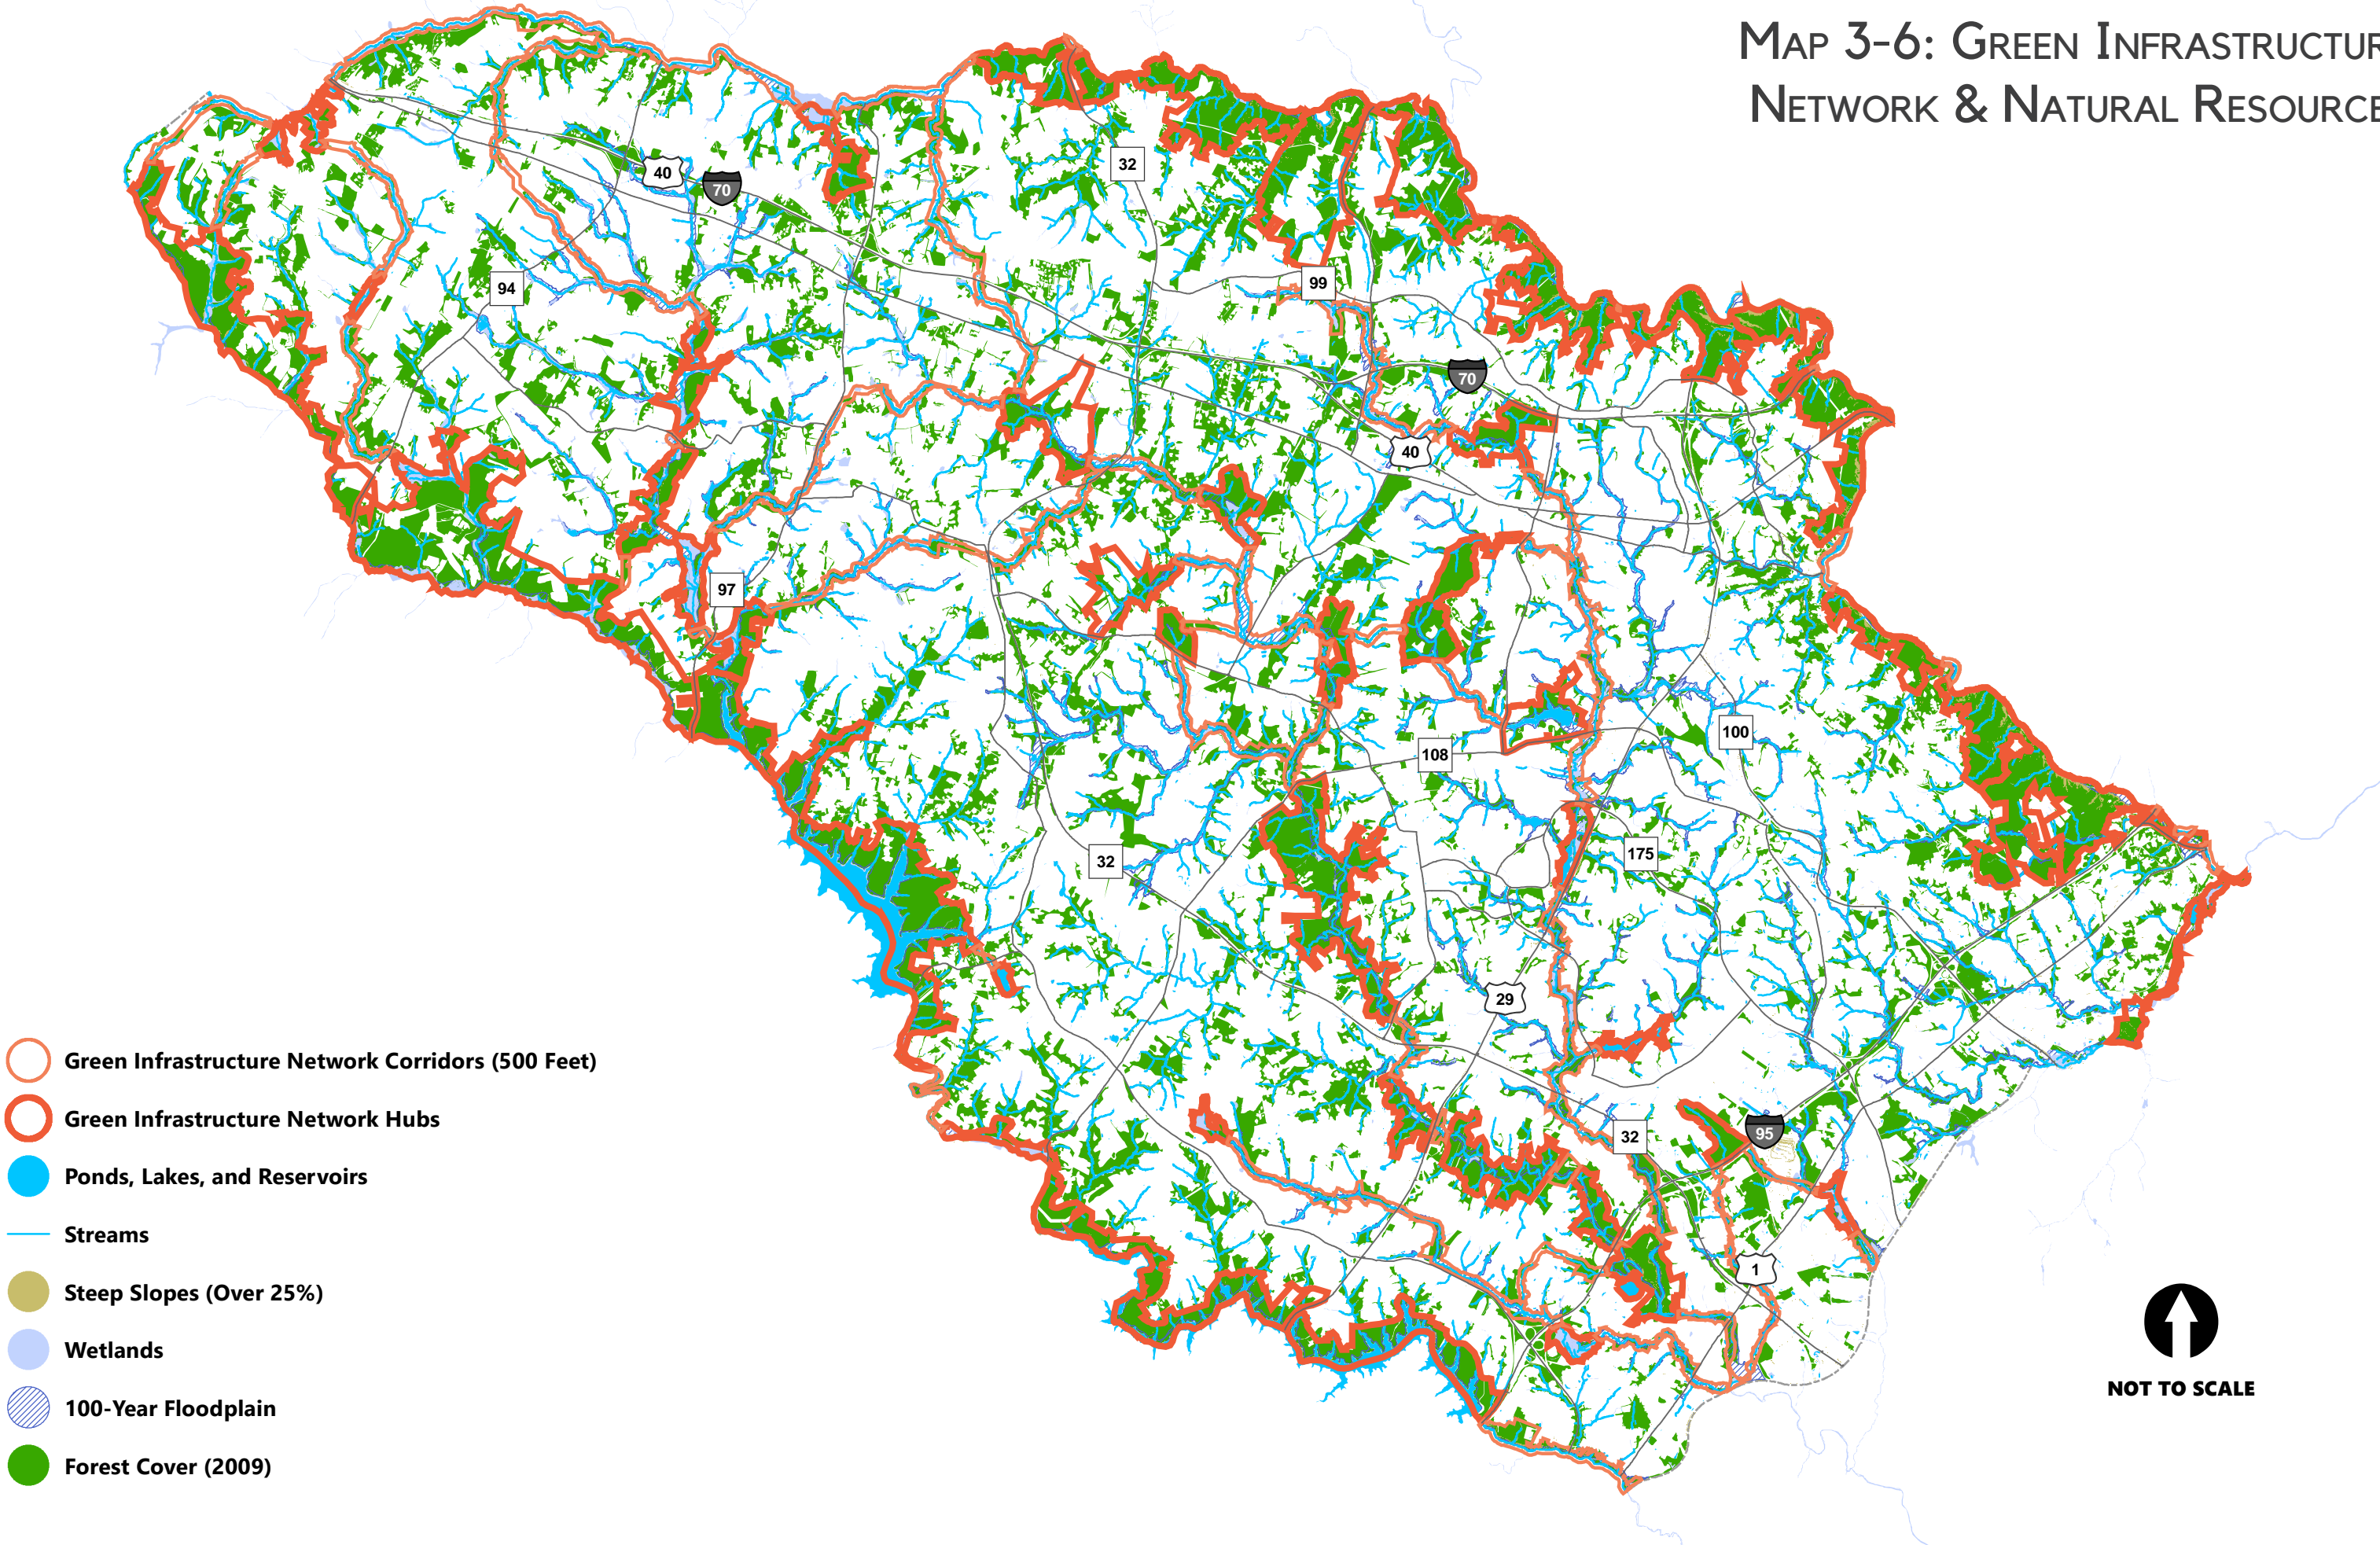 MAP 3-6: GREEN INFRASTRUCTUR
NETWORK & NATURAL RESOURCE
32
40
70
94
99
70
40
97
100
108
32
175
29
32
95
1
Green Infrastructure Network Corridors (500 Feet)
Green Infrastructure Network Hubs
Ponds, Lakes, and Reservoirs
Streams
Steep Slopes (Over 25%)
Wetlands
100-Year Floodplain
Forest Cover (2009)
NOT TO SCALE